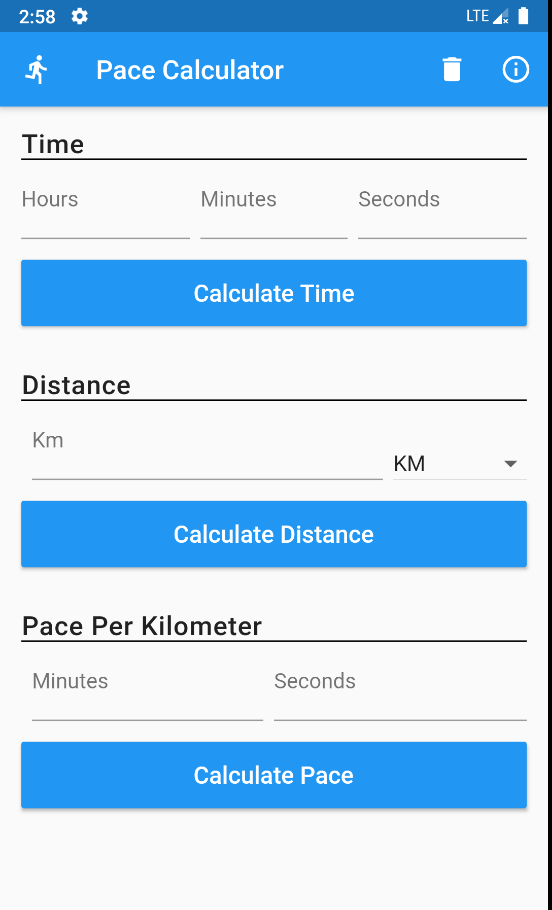 2:58 LTE
Pace Calculator
Time
Hours Minutes Seconds
Calculate Time
Distance
Km
KM
Calculate Distance
Pace Per Kilometer
Minutes Seconds
Calculate Pace